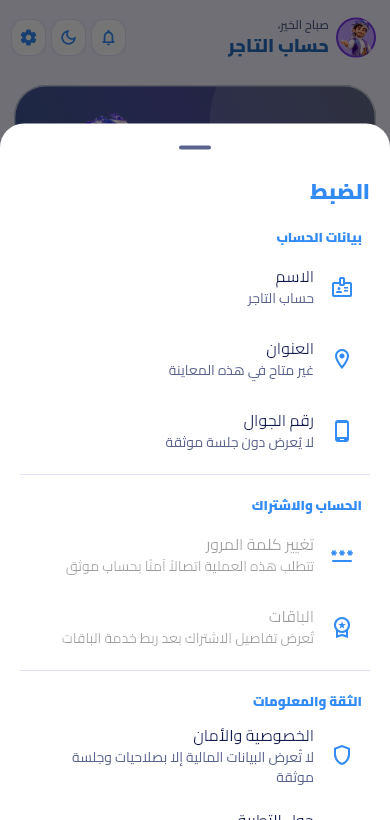 صباح الخير،
حساب التاجر
الضبط
بيانات الحساب
الاسم
حساب التاجر
العنوان
غير متاح في هذه المعاينة
رقم الجوال
لا يُعرض دون جلسة موثقة
الحساب والاشتراك
تغيير كلمة المرور
تتطلب هذه العملية اتصالاً آمنًا بحساب موثق
الباقات
تُعرض تفاصيل الاشتراك بعد ربط خدمة الباقات
الثقة والمعلومات
الخصوصية والأمان
لا تُعرض البيانات المالية إلا بصلاحيات وجلسة
موثقة